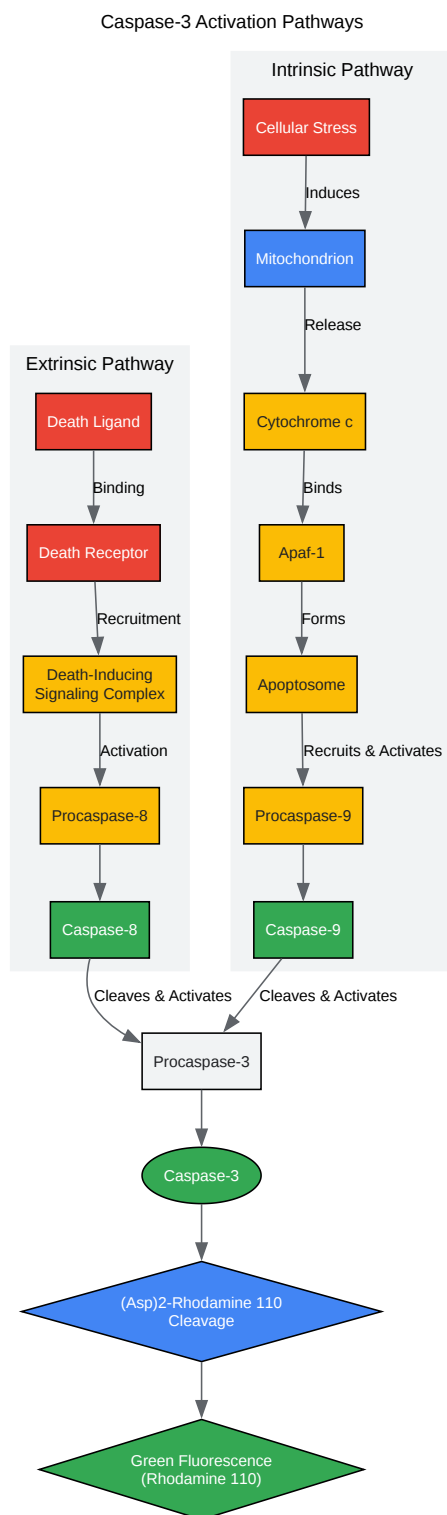 Caspase-3 Activation Pathways
Intrinsic Pathway
Cellular Stress
Induces
Mitochondrion
Release
Extrinsic Pathway
Death Ligand
Cytochrome c
Binding
Binds
Death Receptor
Apaf-1
Recruitment
Forms
Death-Inducing
Signaling Complex
Apoptosome
Activation
Recruits & Activates
Procaspase-8
Procaspase-9
Caspase-8
Caspase-9
Cleaves & Activates
Cleaves & Activates
Procaspase-3
Caspase-3
(Asp)2-Rhodamine 110
Cleavage
Green Fluorescence
(Rhodamine 110)